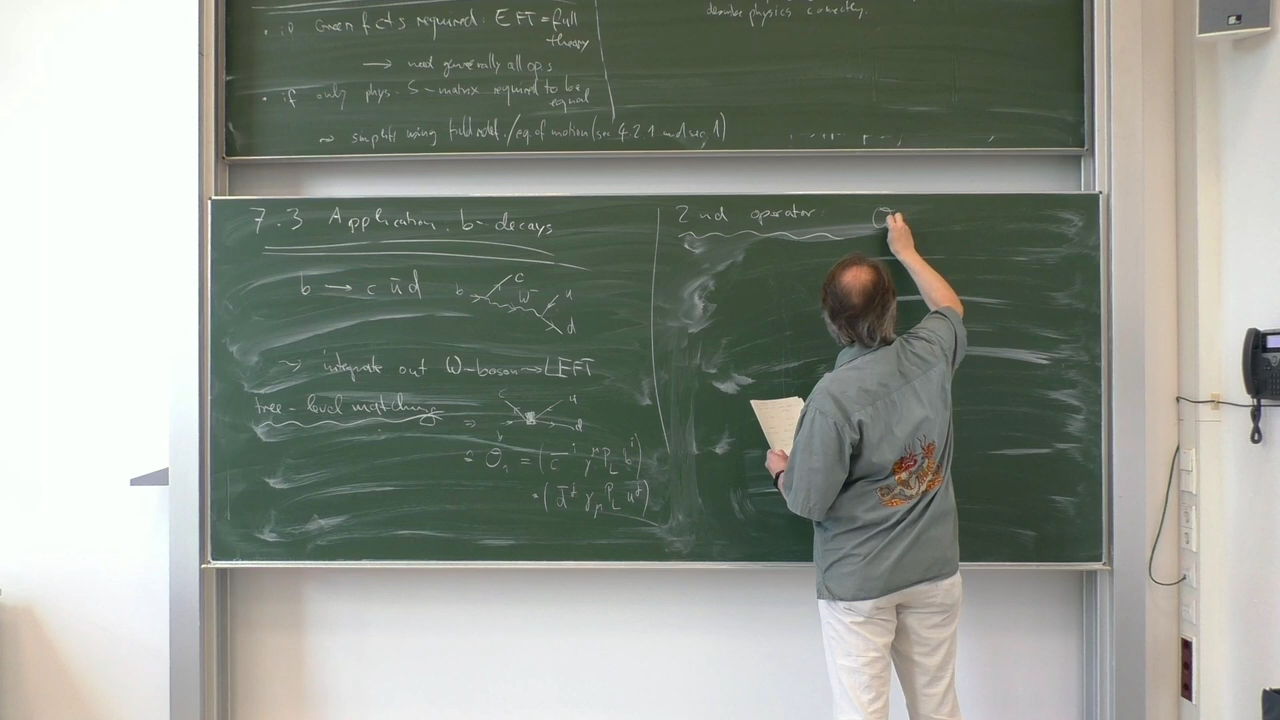 • if Green fcts required: EFT = full theory
→ need generally all ops
• if only phys. S-matrix required to be equal
⇝ simplify using field redef./eq. of motion (sec 4.2.1 and sec. 1)
describe physics correctly.
7.3 Application: b-decays
b → c ū d
b c W⁻ u d
⇝ integrate out W-boson → LEFT
tree-level matching ⇒
c u d
≙ O₁ = (c̄ⁱ γ^μ P_L bⁱ)
·(d̄ʲ γ_μ P_L uʲ)
2nd operator: O